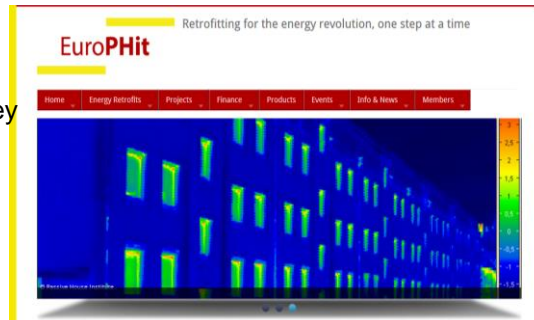 Retrofitting for the energy revolution, one step at a time
EuroPHit
ey
Home Energy Retrofits Projects Finance Products Events Info & News Members
3
2,5
2
1,5
1
0,5
0
-0,5
-1
-1,5
© Passive House Institute